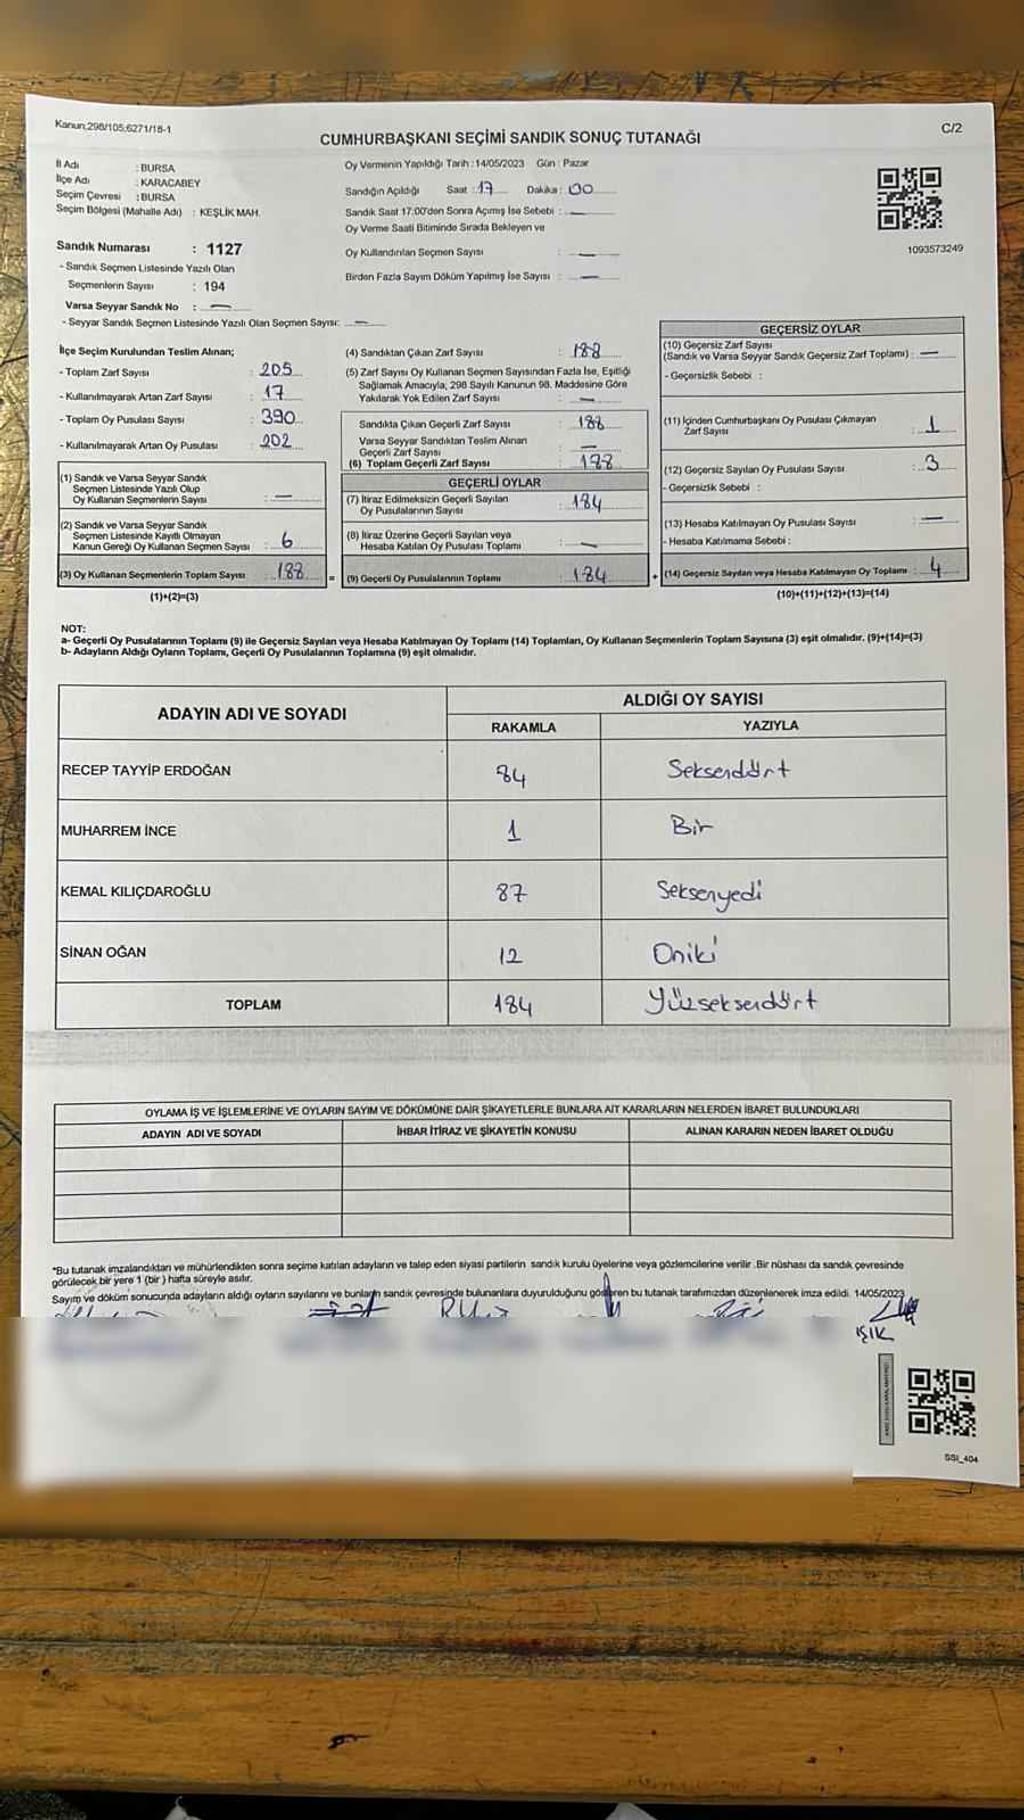 Kanun;298/105;6271/18-1
C/2
CUMHURBAŞKANI SEÇİMİ SANDIK SONUÇ TUTANAĞI
İl Adı : BURSA
İlçe Adı : KARACABEY
Seçim Çevresi : BURSA
Seçim Bölgesi (Mahalle Adı) : KEŞLİK MAH.
Sandık Numarası : 1127
- Sandık Seçmen Listesinde Yazılı Olan
Seçmenlerin Sayısı : 194
Varsa Seyyar Sandık No : —
- Seyyar Sandık Seçmen Listesinde Yazılı Olan Seçmen Sayısı: —
Oy Vermenin Yapıldığı Tarih : 14/05/2023 Gün : Pazar
Sandığın Açıldığı Saat : 17 Dakika : 00
Sandık Saat 17:00'den Sonra Açımış İse Sebebi : —
Oy Verme Saati Bitiminde Sırada Bekleyen ve
Oy Kullandırılan Seçmen Sayısı : —
Birden Fazla Sayım Döküm Yapılmış İse Sayısı : —
1093573249
İlçe Seçim Kurulundan Teslim Alınan;
- Toplam Zarf Sayısı : 205
- Kullanılmayarak Artan Zarf Sayısı : 17
- Toplam Oy Pusulası Sayısı : 390
- Kullanılmayarak Artan Oy Pusulası : 202
(1) Sandık ve Varsa Seyyar Sandık
Seçmen Listesinde Yazılı Olup
Oy Kullanan Seçmenlerin Sayısı : —
(2) Sandık ve Varsa Seyyar Sandık
Seçmen Listesinde Kayıtlı Olmayan
Kanun Gereği Oy Kullanan Seçmen Sayısı : 6
(3) Oy Kullanan Seçmenlerin Toplam Sayısı : 188
(1)+(2)=(3)
(4) Sandıktan Çıkan Zarf Sayısı : 188
(5) Zarf Sayısı Oy Kullanan Seçmen Sayısından Fazla İse, Eşitliği
Sağlamak Amacıyla, 298 Sayılı Kanunun 98. Maddesine Göre
Yakılarak Yok Edilen Zarf Sayısı : —
Sandıkta Çıkan Geçerli Zarf Sayısı : 188
Varsa Seyyar Sandıktan Teslim Alınan
Geçerli Zarf Sayısı : —
(6) Toplam Geçerli Zarf Sayısı : 188
GEÇERLİ OYLAR
(7) İtiraz Edilmeksizin Geçerli Sayılan
Oy Pusulalarının Sayısı : 184
(8) İtiraz Üzerine Geçerli Sayılan veya
Hesaba Katılan Oy Pusulası Toplamı : —
= (9) Geçerli Oy Pusulalarının Toplamı : 184
GEÇERSİZ OYLAR
(10) Geçersiz Zarf Sayısı
(Sandık ve Varsa Seyyar Sandık Geçersiz Zarf Toplamı) : —
- Geçersizlik Sebebi :
(11) İçinden Cumhurbaşkanı Oy Pusulası Çıkmayan
Zarf Sayısı : 1
(12) Geçersiz Sayılan Oy Pusulası Sayısı : 3
- Geçersizlik Sebebi :
(13) Hesaba Katılmayan Oy Pusulası Sayısı : —
- Hesaba Katılmama Sebebi :
+ (14) Geçersiz Sayılan veya Hesaba Katılmayan Oy Toplamı : 4
(10)+(11)+(12)+(13)=(14)
NOT:
a- Geçerli Oy Pusulalarının Toplamı (9) ile Geçersiz Sayılan veya Hesaba Katılmayan Oy Toplamı (14) Toplamları, Oy Kullanan Seçmenlerin Toplam Sayısına (3) eşit olmalıdır. (9)+(14)=(3)
b- Adayların Aldığı Oyların Toplamı, Geçerli Oy Pusulalarının Toplamına (9) eşit olmalıdır.
ADAYIN ADI VE SOYADI
ALDIĞI OY SAYISI
RAKAMLA YAZIYLA
RECEP TAYYİP ERDOĞAN 84 Seksendört
MUHARREM İNCE 1 Bir
KEMAL KILIÇDAROĞLU 87 Seksenyedi
SİNAN OĞAN 12 Oniki
TOPLAM 184 Yüzseksendört
OYLAMA İŞ VE İŞLEMLERİNE VE OYLARIN SAYIM VE DÖKÜMÜNE DAİR ŞİKAYETLERLE BUNLARA AİT KARARLARIN NELERDEN İBARET BULUNDUKLARI
ADAYIN ADI VE SOYADI İHBAR İTİRAZ VE ŞİKAYETİN KONUSU ALINAN KARARIN NEDEN İBARET OLDUĞU
*Bu tutanak imzalandıktan ve mühürlendikten sonra seçime katılan adayların ve talep eden siyasi partilerin sandık kurulu üyelerine veya gözlemcilerine verilir. Bir nüshası da sandık çevresinde
görülecek bir yere 1 (bir) hafta süreyle asılır.
Sayım ve döküm sonucunda adayların aldığı oyların sayılarını ve bunların sandık çevresinde bulunanlara duyurulduğunu gösteren bu tutanak tarafımızdan düzenlenerek imza edildi. 14/05/2023
IŞIK
SSI_404